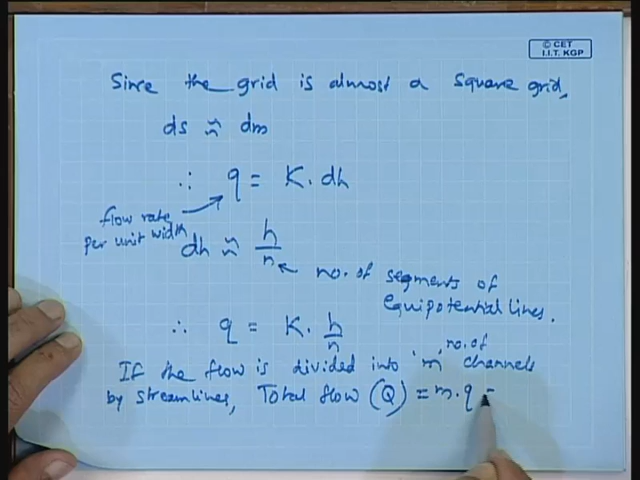 © CET
I.I.T. KGP
Since the grid is almost a square grid,
ds ≈ dm
∴ q = K. dh
flow rate
per unit width
dh ≈ h/n
no. of segments of
equipotential lines.
∴ q = K. h/n
If the flow is divided into 'm' no. of channels
by streamlines, Total flow (Q) = m. q =